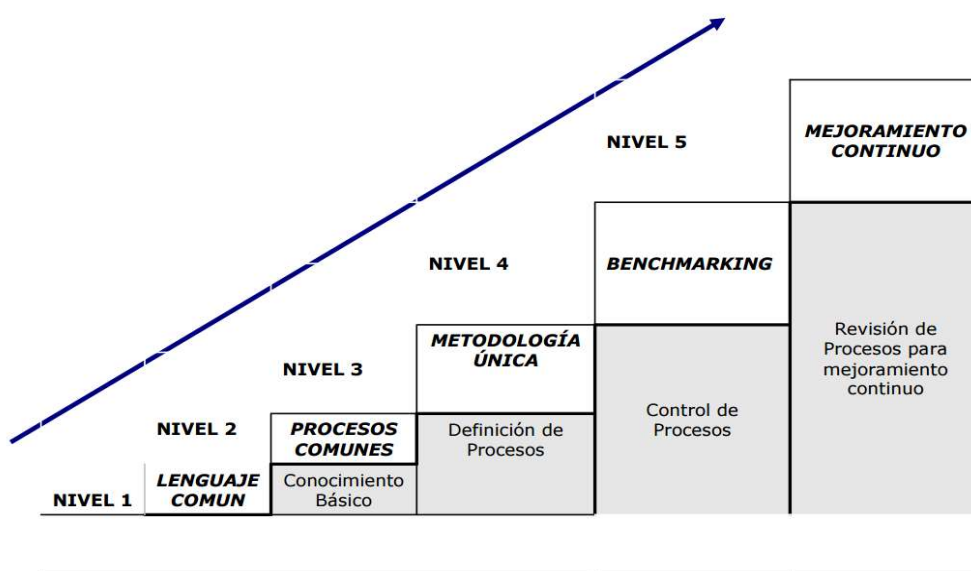 NIVEL 5
MEJORAMIENTO
CONTINUO
NIVEL 4
BENCHMARKING
NIVEL 3
METODOLOGÍA
ÚNICA
Revisión de
Procesos para
mejoramiento
continuo
NIVEL 2
PROCESOS
COMUNES
Definición de
Procesos
Control de
Procesos
NIVEL 1
LENGUAJE
COMUN
Conocimiento
Básico